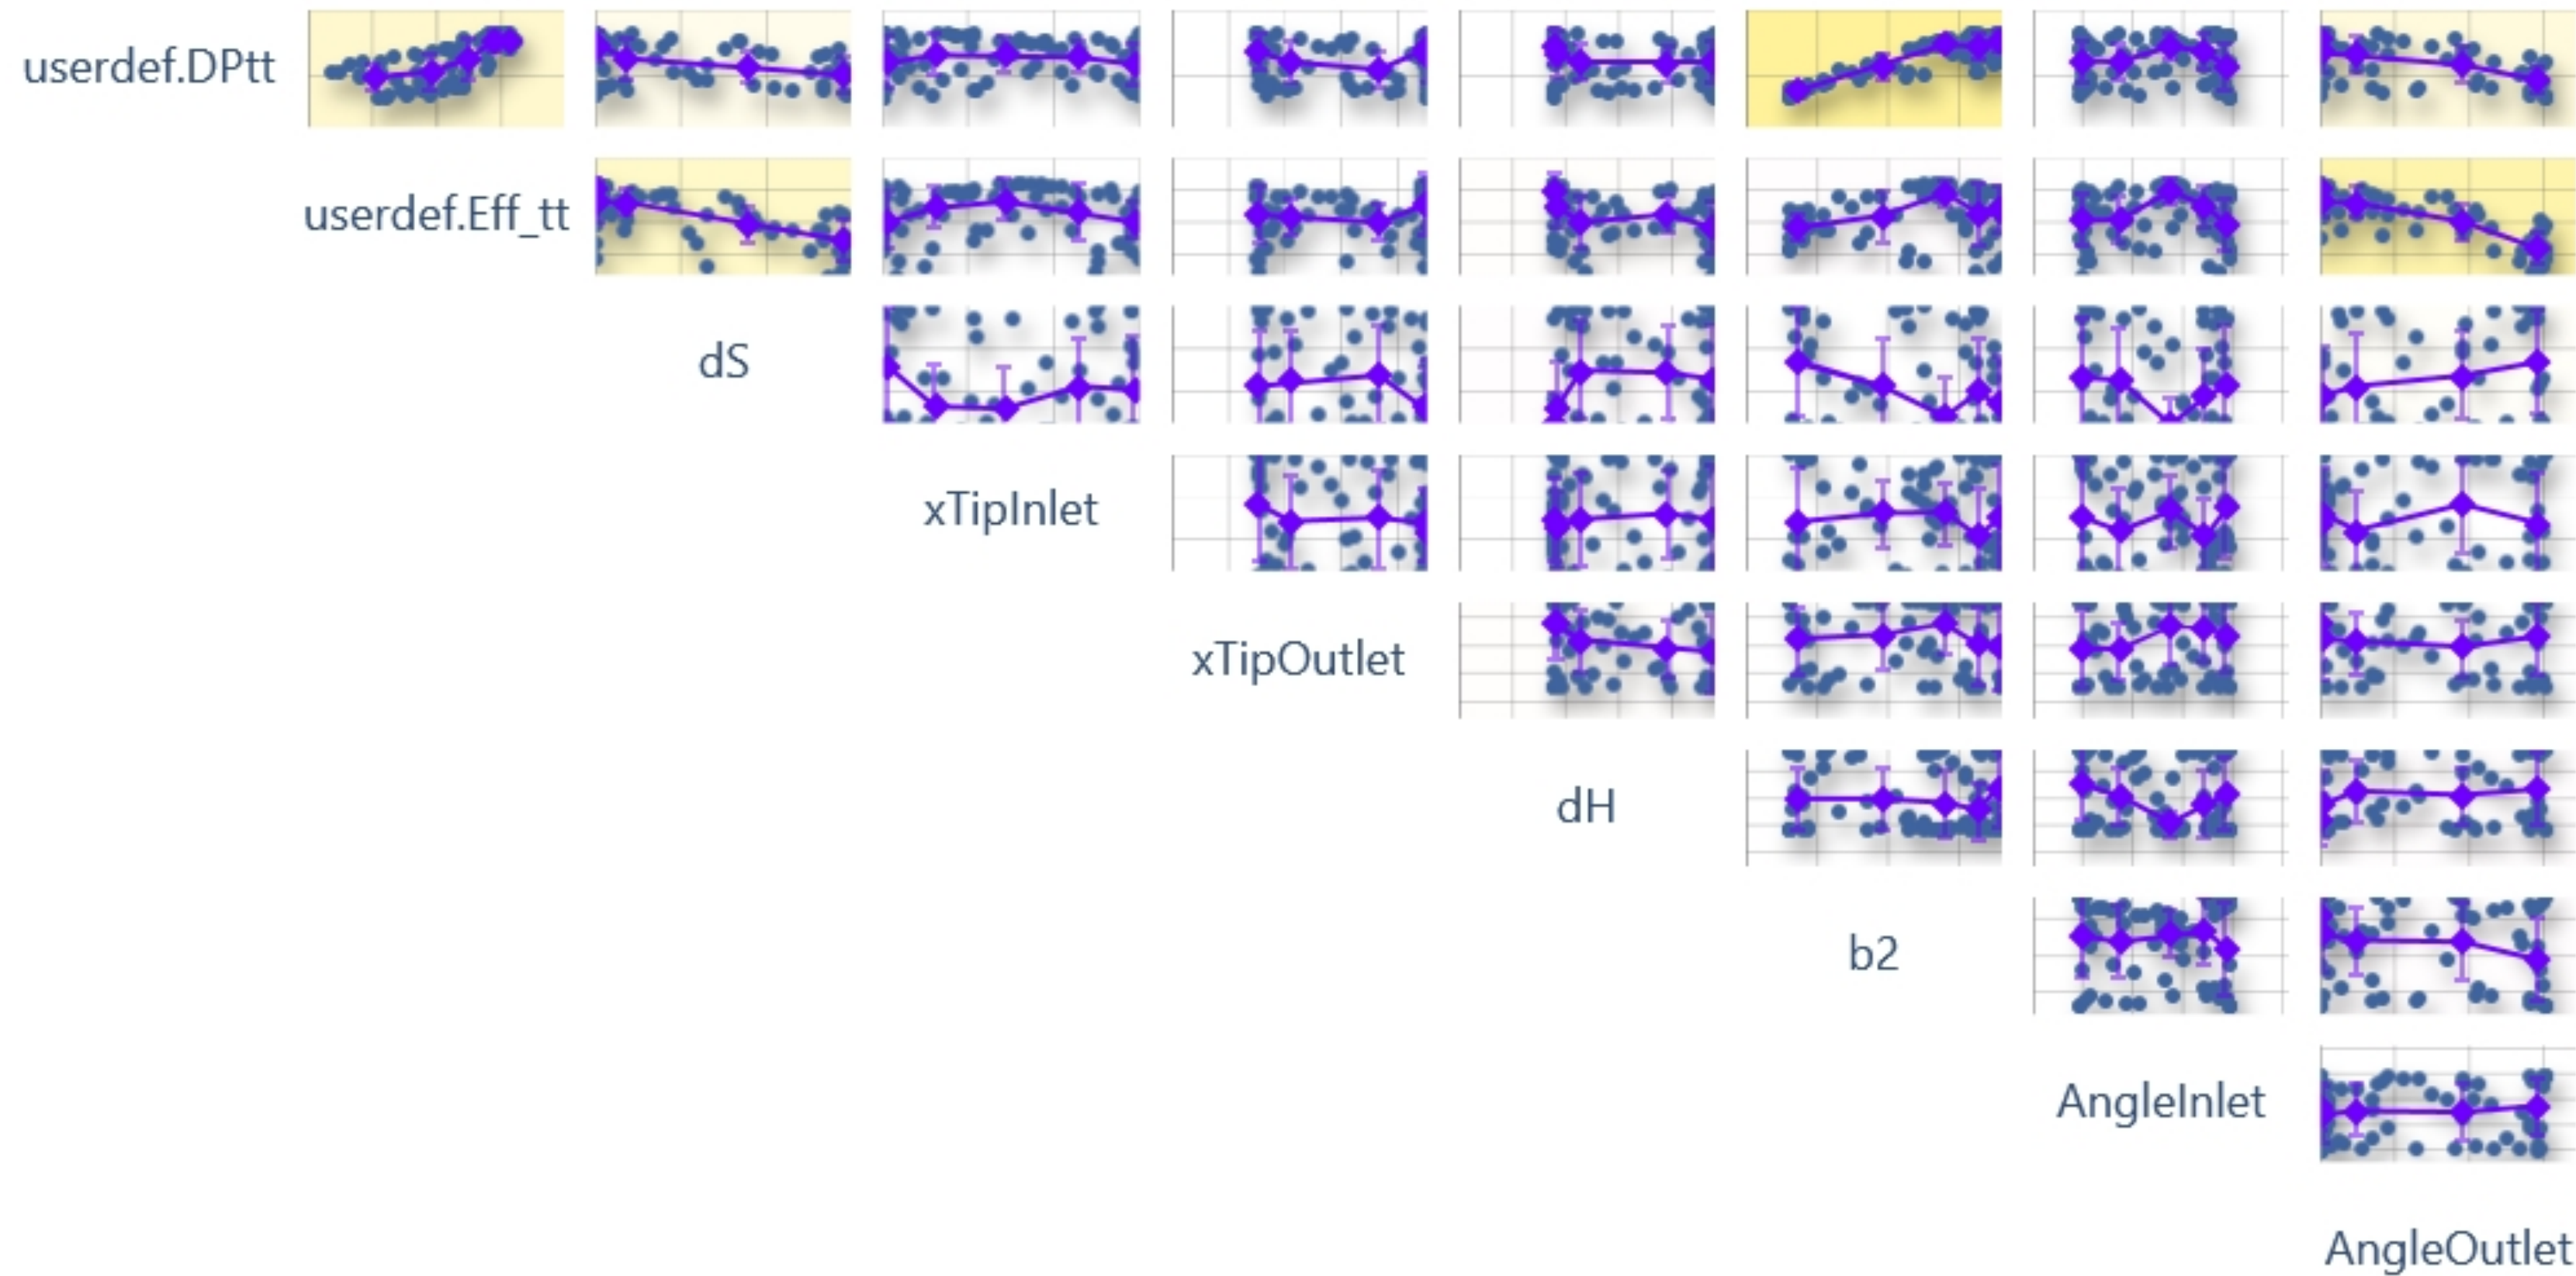 userdef.DPtt
userdef.Eff_tt
dS
xTipInlet
xTipOutlet
dH
b2
AngleInlet
AngleOutlet